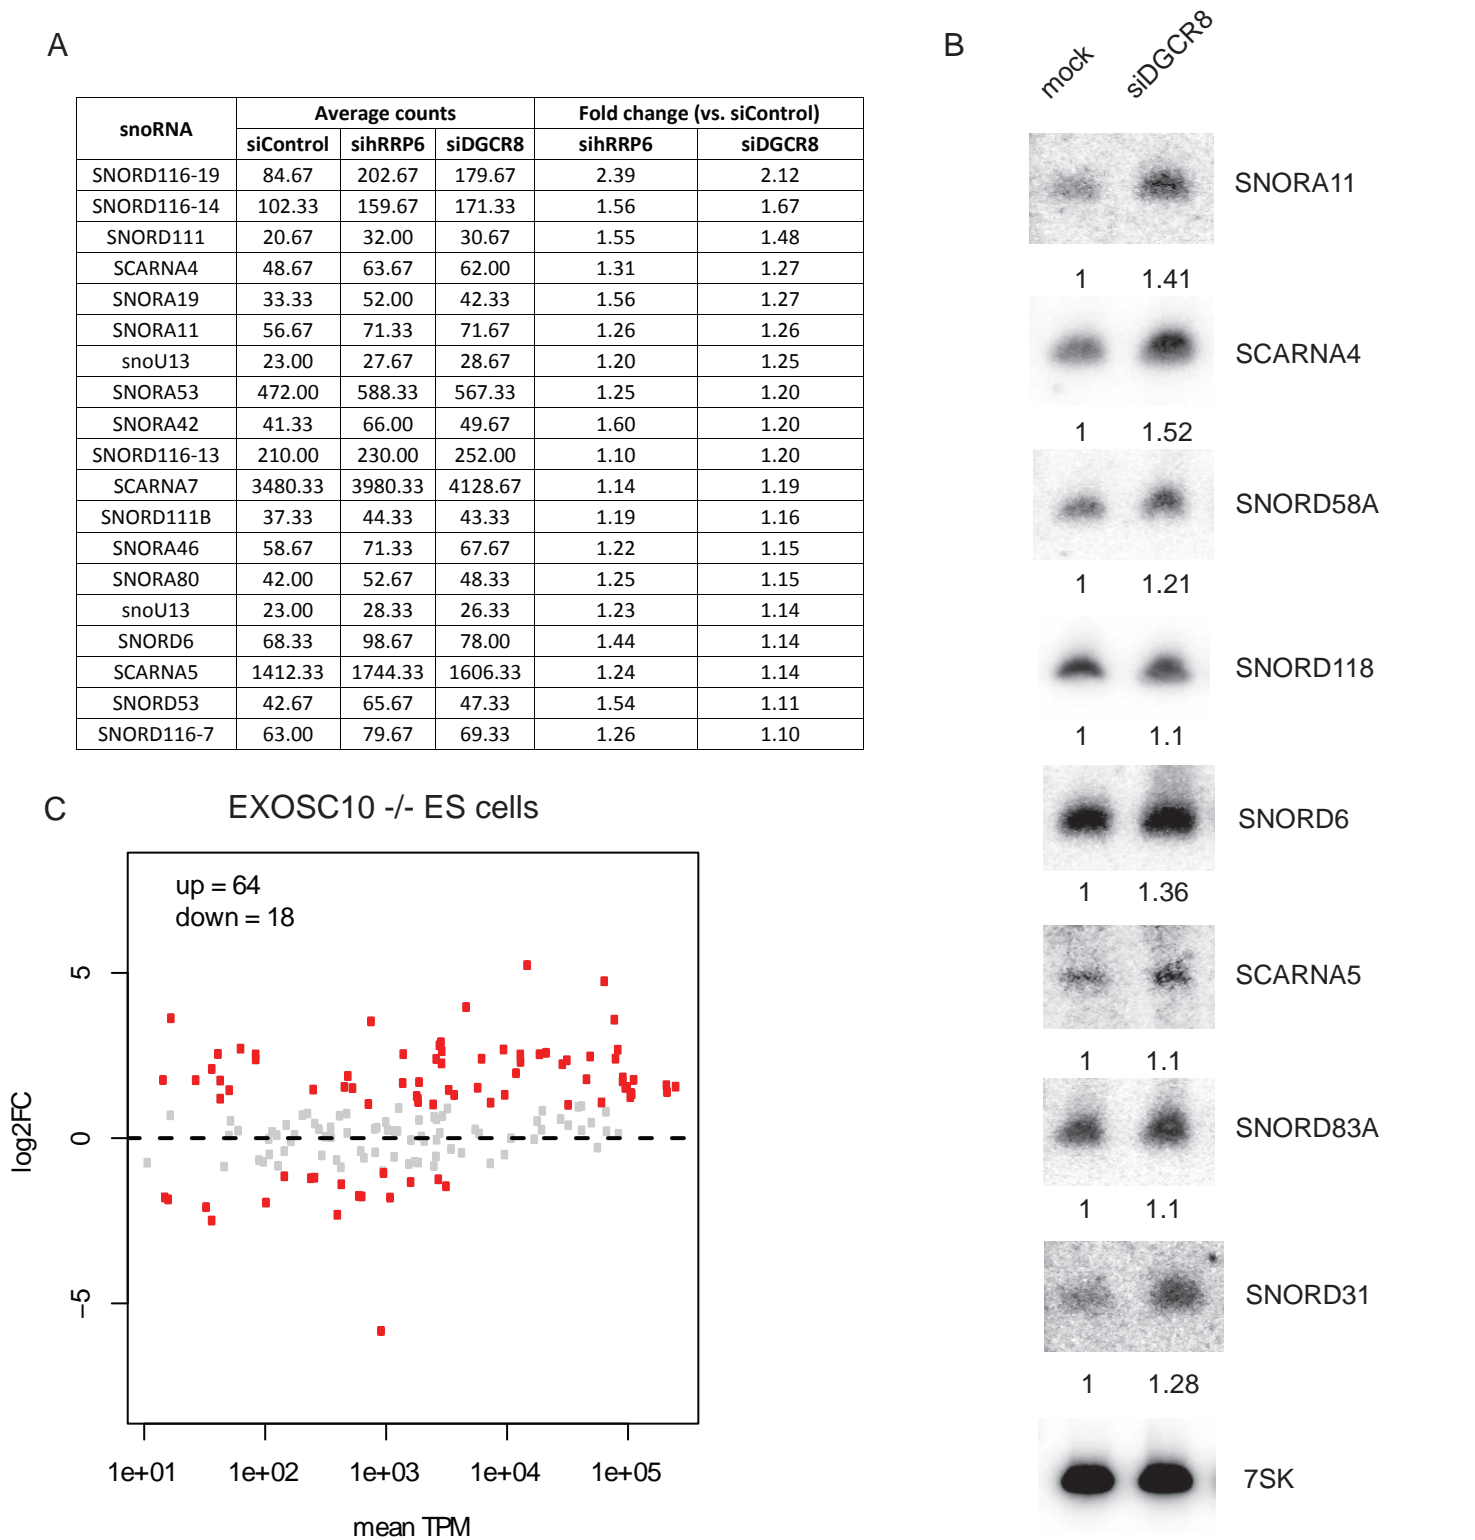 A
snoRNA Average counts Fold change (vs. siControl)
siControl sihRRP6 siDGCR8 sihRRP6 siDGCR8
SNORD116-19 84.67 202.67 179.67 2.39 2.12
SNORD116-14 102.33 159.67 171.33 1.56 1.67
SNORD111 20.67 32.00 30.67 1.55 1.48
SCARNA4 48.67 63.67 62.00 1.31 1.27
SNORA19 33.33 52.00 42.33 1.56 1.27
SNORA11 56.67 71.33 71.67 1.26 1.26
snoU13 23.00 27.67 28.67 1.20 1.25
SNORA53 472.00 588.33 567.33 1.25 1.20
SNORA42 41.33 66.00 49.67 1.60 1.20
SNORD116-13 210.00 230.00 252.00 1.10 1.20
SCARNA7 3480.33 3980.33 4128.67 1.14 1.19
SNORD111B 37.33 44.33 43.33 1.19 1.16
SNORA46 58.67 71.33 67.67 1.22 1.15
SNORA80 42.00 52.67 48.33 1.25 1.15
snoU13 23.00 28.33 26.33 1.23 1.14
SNORD6 68.33 98.67 78.00 1.44 1.14
SCARNA5 1412.33 1744.33 1606.33 1.24 1.14
SNORD53 42.67 65.67 47.33 1.54 1.11
SNORD116-7 63.00 79.67 69.33 1.26 1.10
B
mock siDGCR8
SNORA11
1 1.41
SCARNA4
1 1.52
SNORD58A
1 1.21
SNORD118
1 1.1
SNORD6
1 1.36
SCARNA5
1 1.1
SNORD83A
1 1.1
SNORD31
1 1.28
7SK
C
EXOSC10 -/- ES cells
up = 64
down = 18
5
0
−5
log2FC
1e+01 1e+02 1e+03 1e+04 1e+05
mean TPM